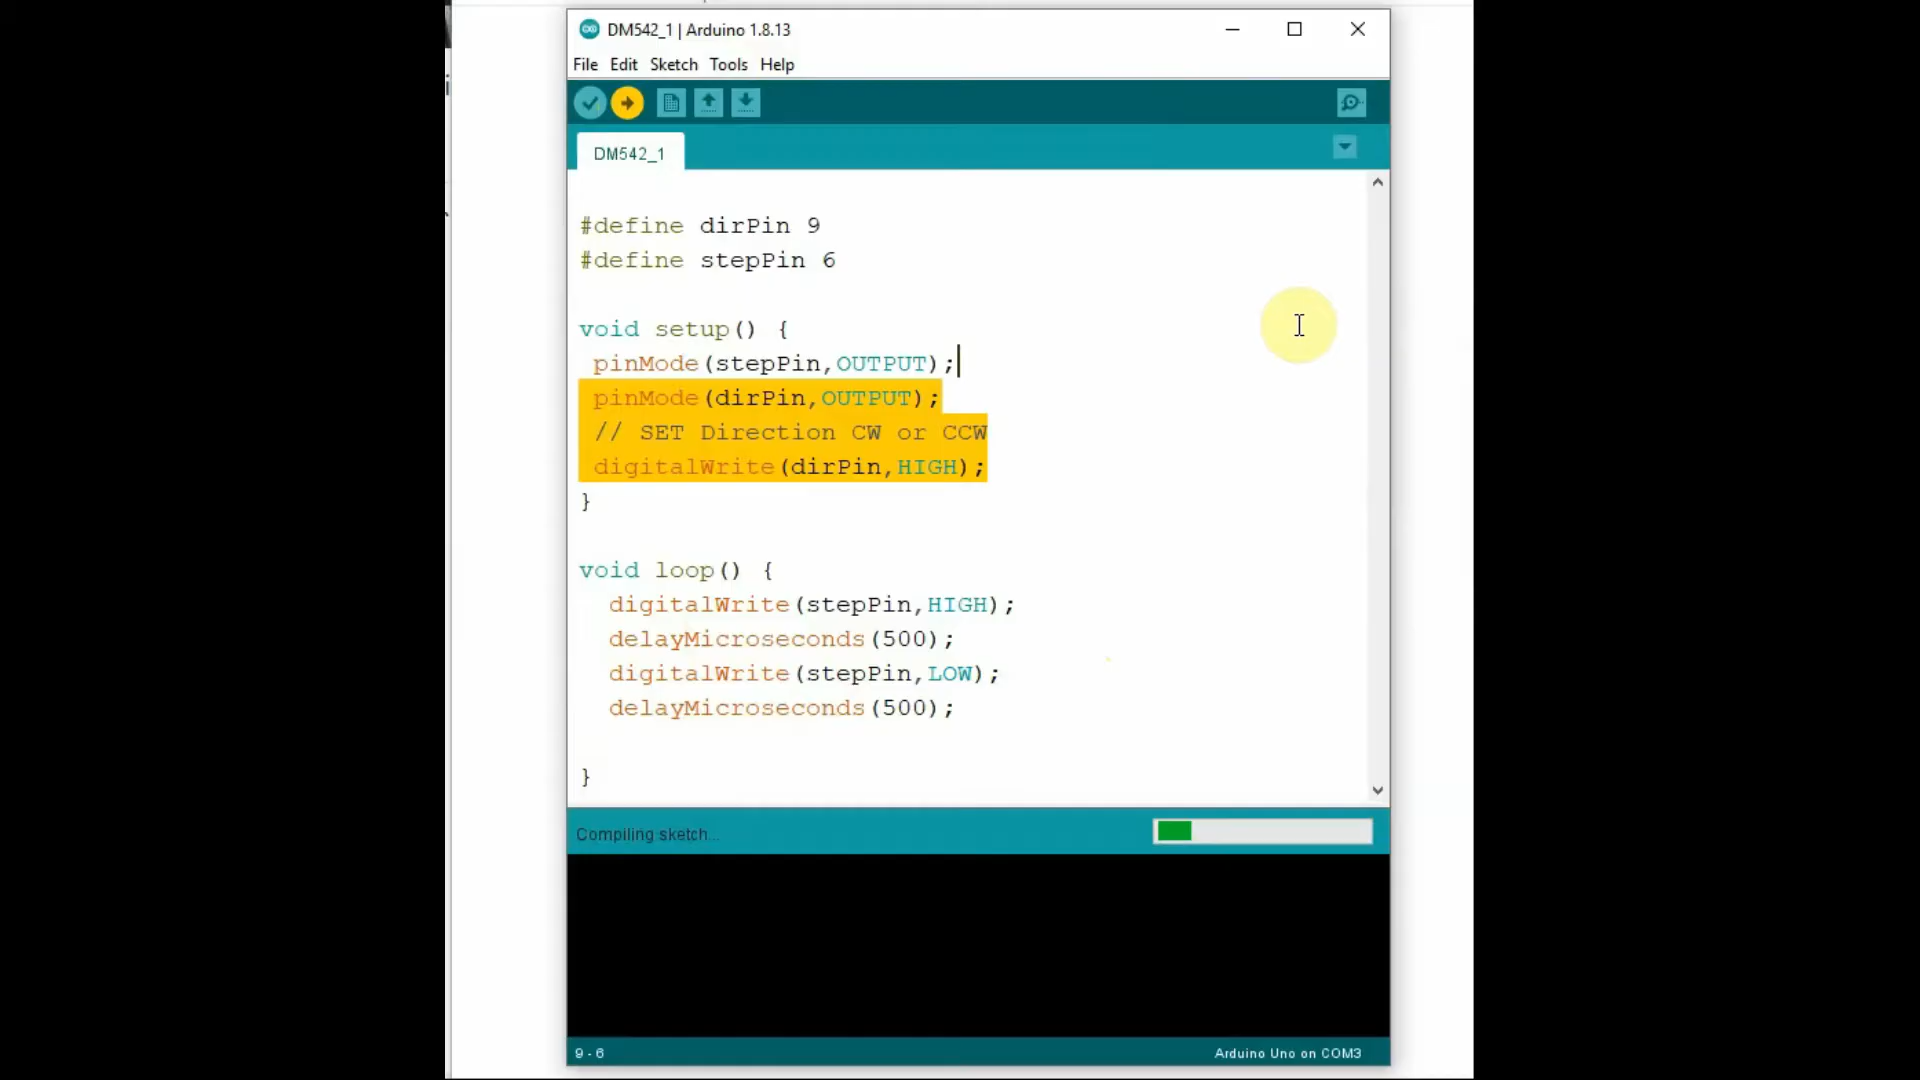 DM542_1 | Arduino 1.8.13
File Edit Sketch Tools Help
DM542_1
#define dirPin 9
#define stepPin 6
void setup() {
pinMode(stepPin,OUTPUT);
pinMode(dirPin,OUTPUT);
// SET Direction CW or CCW
digitalWrite(dirPin,HIGH);
}
void loop() {
digitalWrite(stepPin,HIGH);
delayMicroseconds(500);
digitalWrite(stepPin,LOW);
delayMicroseconds(500);
}
Compiling sketch...
9 - 6
Arduino Uno on COM3